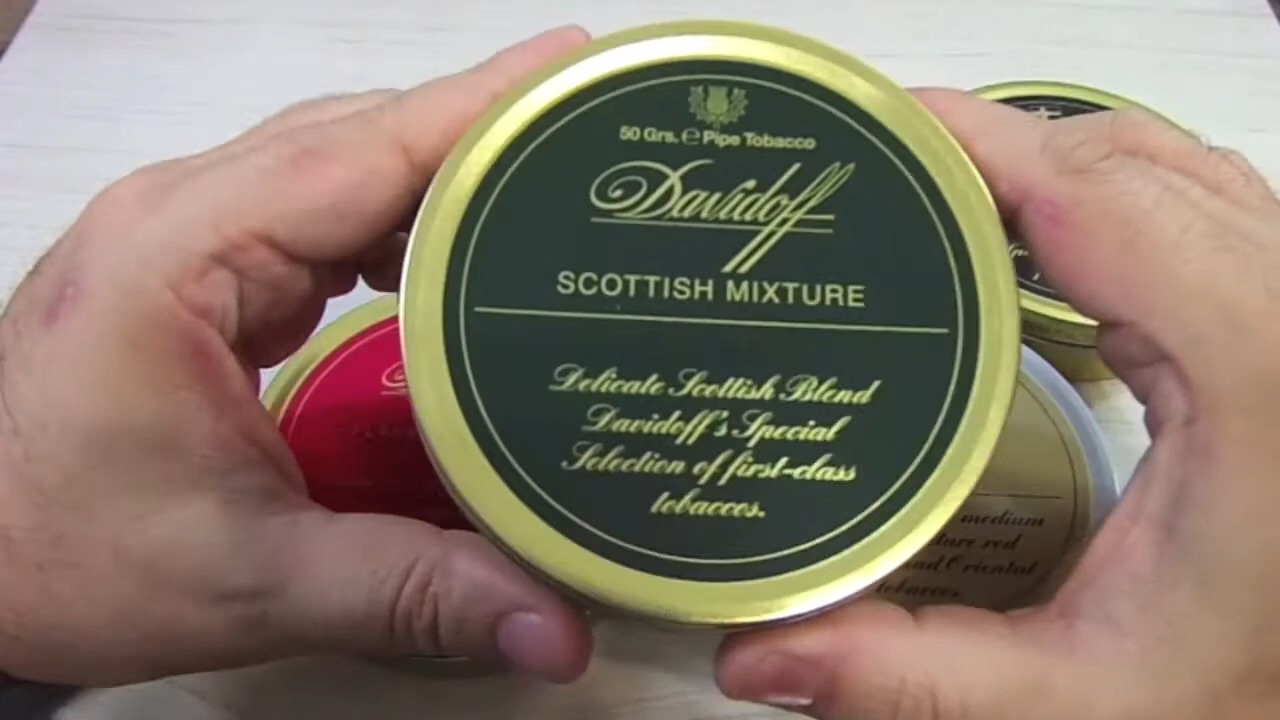 50 Grs. ℮ Pipe Tobacco
Davidoff
SCOTTISH MIXTURE
Delicate Scottish Blend
Davidoff's Special
Selection of first-class
tobaccos.
medium
red
and Oriental
tobaccos.